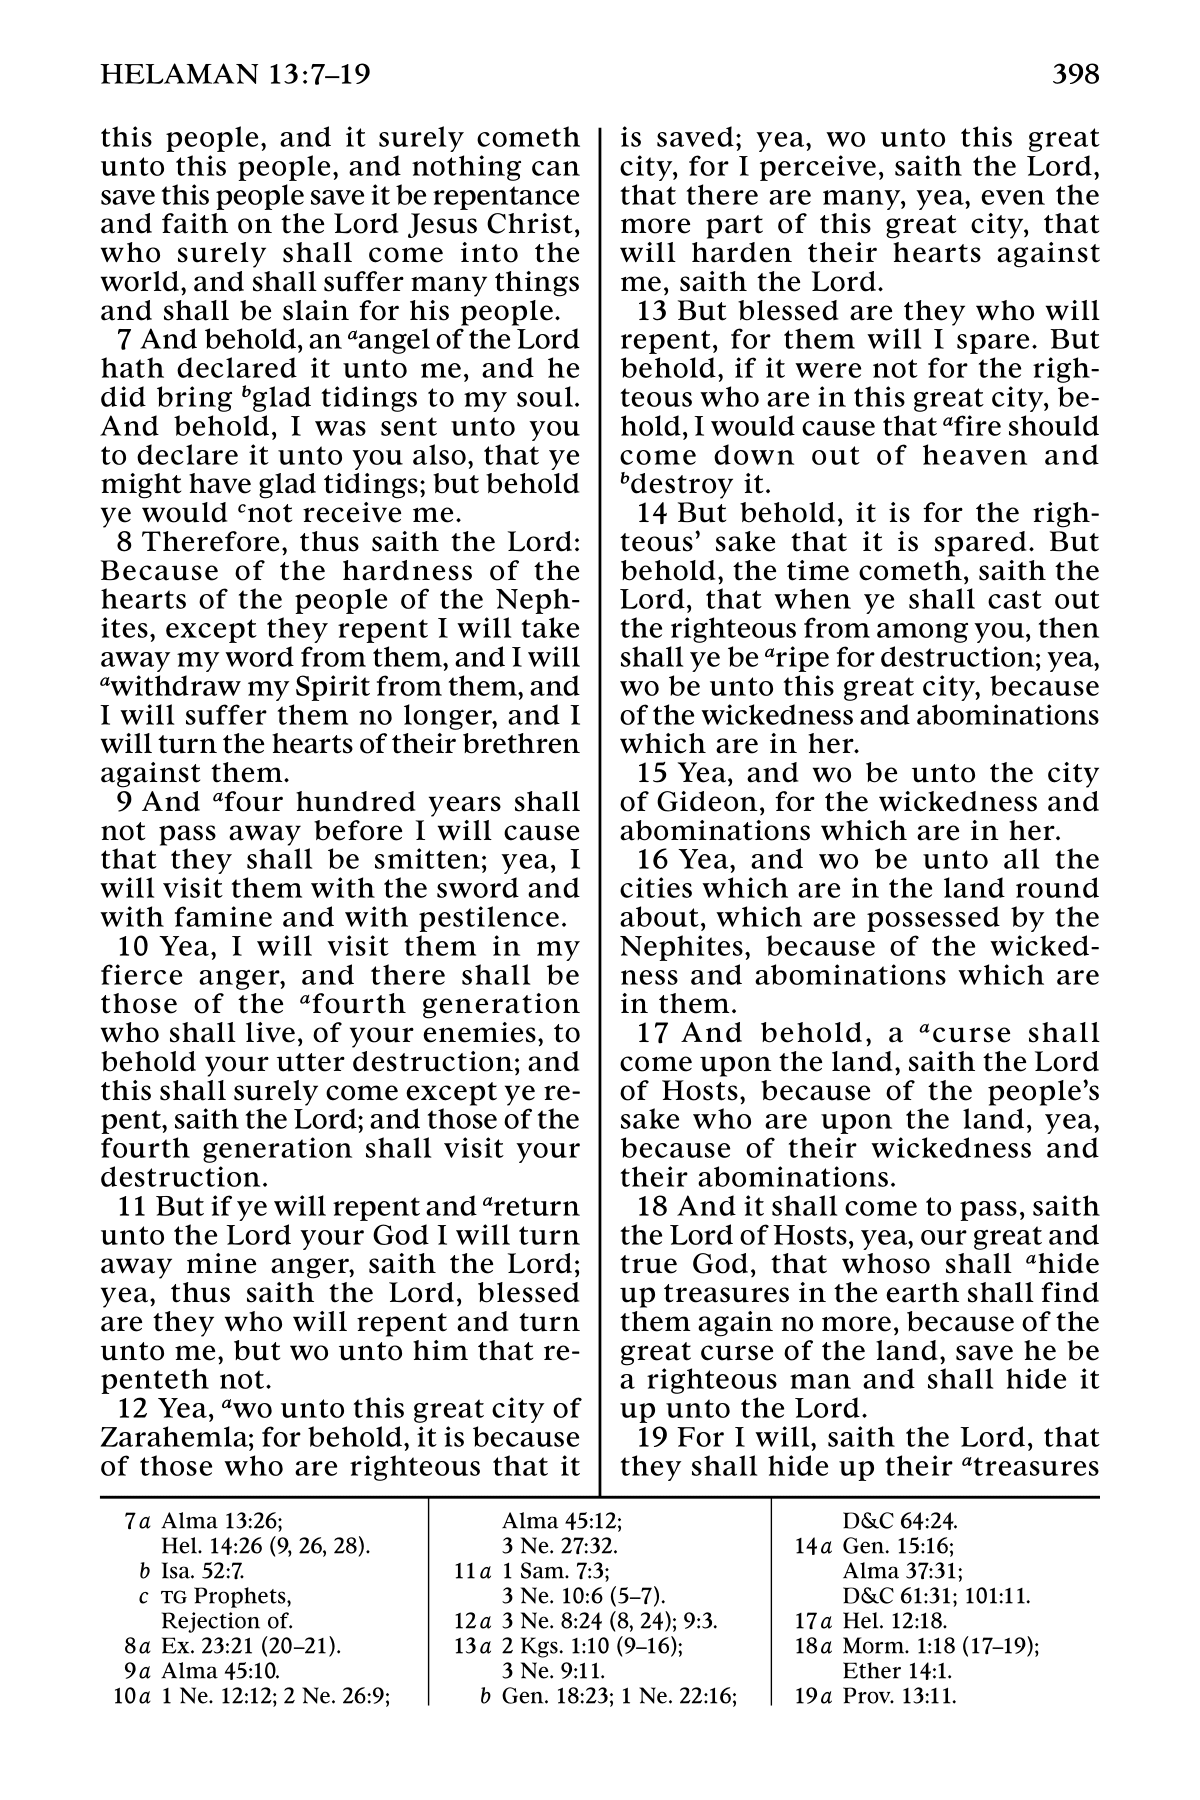 HELAMAN 13:7–19
398
this people, and it surely cometh
unto this people, and nothing can
save this people save it be repentance
and faith on the Lord Jesus Christ,
who surely shall come into the
world, and shall suffer many things
and shall be slain for his people.
7 And behold, an aangel of the Lord
hath declared it unto me, and he
did bring bglad tidings to my soul.
And behold, I was sent unto you
to declare it unto you also, that ye
might have glad tidings; but behold
ye would cnot receive me.
8 Therefore, thus saith the Lord:
Because of the hardness of the
hearts of the people of the Neph-
ites, except they repent I will take
away my word from them, and I will
awithdraw my Spirit from them, and
I will suffer them no longer, and I
will turn the hearts of their brethren
against them.
9 And afour hundred years shall
not pass away before I will cause
that they shall be smitten; yea, I
will visit them with the sword and
with famine and with pestilence.
10 Yea, I will visit them in my
fierce anger, and there shall be
those of the afourth generation
who shall live, of your enemies, to
behold your utter destruction; and
this shall surely come except ye re-
pent, saith the Lord; and those of the
fourth generation shall visit your
destruction.
11 But if ye will repent and areturn
unto the Lord your God I will turn
away mine anger, saith the Lord;
yea, thus saith the Lord, blessed
are they who will repent and turn
unto me, but wo unto him that re-
penteth not.
12 Yea, awo unto this great city of
Zarahemla; for behold, it is because
of those who are righteous that it
is saved; yea, wo unto this great
city, for I perceive, saith the Lord,
that there are many, yea, even the
more part of this great city, that
will harden their hearts against
me, saith the Lord.
13 But blessed are they who will
repent, for them will I spare. But
behold, if it were not for the righ-
teous who are in this great city, be-
hold, I would cause that afire should
come down out of heaven and
bdestroy it.
14 But behold, it is for the righ-
teous’ sake that it is spared. But
behold, the time cometh, saith the
Lord, that when ye shall cast out
the righteous from among you, then
shall ye be aripe for destruction; yea,
wo be unto this great city, because
of the wickedness and abominations
which are in her.
15 Yea, and wo be unto the city
of Gideon, for the wickedness and
abominations which are in her.
16 Yea, and wo be unto all the
cities which are in the land round
about, which are possessed by the
Nephites, because of the wicked-
ness and abominations which are
in them.
17 And behold, a acurse shall
come upon the land, saith the Lord
of Hosts, because of the people’s
sake who are upon the land, yea,
because of their wickedness and
their abominations.
18 And it shall come to pass, saith
the Lord of Hosts, yea, our great and
true God, that whoso shall ahide
up treasures in the earth shall find
them again no more, because of the
great curse of the land, save he be
a righteous man and shall hide it
up unto the Lord.
19 For I will, saith the Lord, that
they shall hide up their atreasures
7a Alma 13:26;
Hel. 14:26 (9, 26, 28).
b Isa. 52:7.
c TG Prophets,
Rejection of.
8a Ex. 23:21 (20–21).
9a Alma 45:10.
10a 1 Ne. 12:12; 2 Ne. 26:9;
Alma 45:12;
3 Ne. 27:32.
11a 1 Sam. 7:3;
3 Ne. 10:6 (5–7).
12a 3 Ne. 8:24 (8, 24); 9:3.
13a 2 Kgs. 1:10 (9–16);
3 Ne. 9:11.
b Gen. 18:23; 1 Ne. 22:16;
D&C 64:24.
14a Gen. 15:16;
Alma 37:31;
D&C 61:31; 101:11.
17a Hel. 12:18.
18a Morm. 1:18 (17–19);
Ether 14:1.
19a Prov. 13:11.